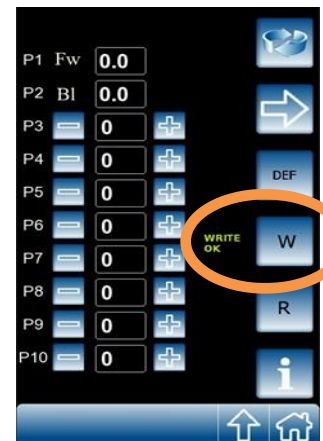 P1 Fw 0.0
P2 Bl 0.0
P3 0
P4 0
DEF
P5 0
P6 0
WRITE
OK
W
P7 0
P8 0
R
P9 0
P10 0
i